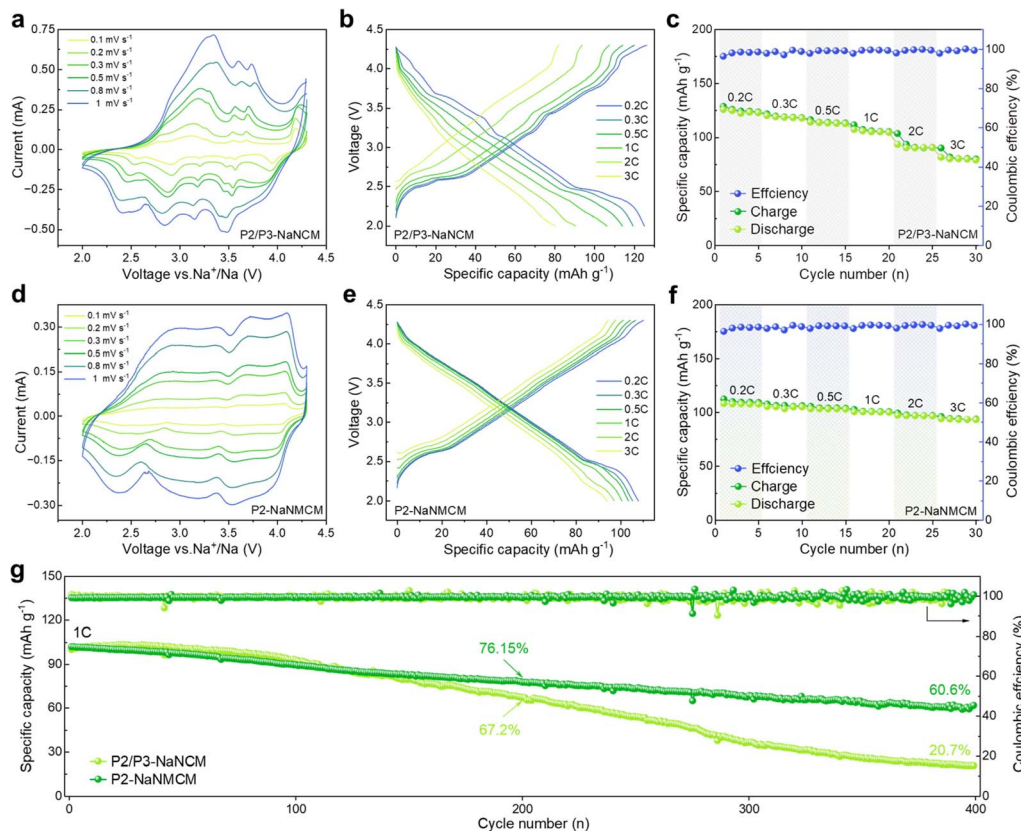 a
0.1 mV s⁻¹
0.2 mV s⁻¹
0.3 mV s⁻¹
0.5 mV s⁻¹
0.8 mV s⁻¹
1 mV s⁻¹
0.75
0.50
0.25
0.00
−0.25
−0.50
Current (mA)
P2/P3-NaNCM
2.0 2.5 3.0 3.5 4.0 4.5
Voltage vs.Na⁺/Na (V)
b
4.5
4.0
3.5
3.0
2.5
2.0
Voltage (V)
0.2C
0.3C
0.5C
1C
2C
3C
P2/P3-NaNCM
0 20 40 60 80 100 120
Specific capacity (mAh g⁻¹)
c
200
175
150
125
100
75
50
25
0
Specific capacity (mAh g⁻¹)
0.2C 0.3C 0.5C 1C 2C 3C
Effciency
Charge
Discharge
P2/P3-NaNCM
0 5 10 15 20 25 30
Cycle number (n)
100
80
60
40
20
0
Coulombic effciency (%)
d
0.1 mV s⁻¹
0.2 mV s⁻¹
0.3 mV s⁻¹
0.5 mV s⁻¹
0.8 mV s⁻¹
1 mV s⁻¹
0.30
0.15
0.00
−0.15
−0.30
Current (mA)
P2-NaNMCM
2.0 2.5 3.0 3.5 4.0 4.5
Voltage vs.Na⁺/Na (V)
e
4.5
4.0
3.5
3.0
2.5
2.0
Voltage (V)
0.2C
0.3C
0.5C
1C
2C
3C
P2-NaNMCM
0 20 40 60 80 100
Specific capacity (mAh g⁻¹)
f
200
175
150
125
100
75
50
25
0
Specific capacity (mAh g⁻¹)
0.2C 0.3C 0.5C 1C 2C 3C
Effciency
Charge
Discharge
P2-NaNMCM
0 5 10 15 20 25 30
Cycle number (n)
100
80
60
40
20
0
Coulombic effciency (%)
g
150
120
90
60
30
0
Specific capacity (mAh g⁻¹)
1C
76.15%
67.2%
60.6%
20.7%
P2/P3-NaNCM
P2-NaNMCM
0 100 200 300 400
Cycle number (n)
100
80
60
40
20
0
Coulombic effciency (%)